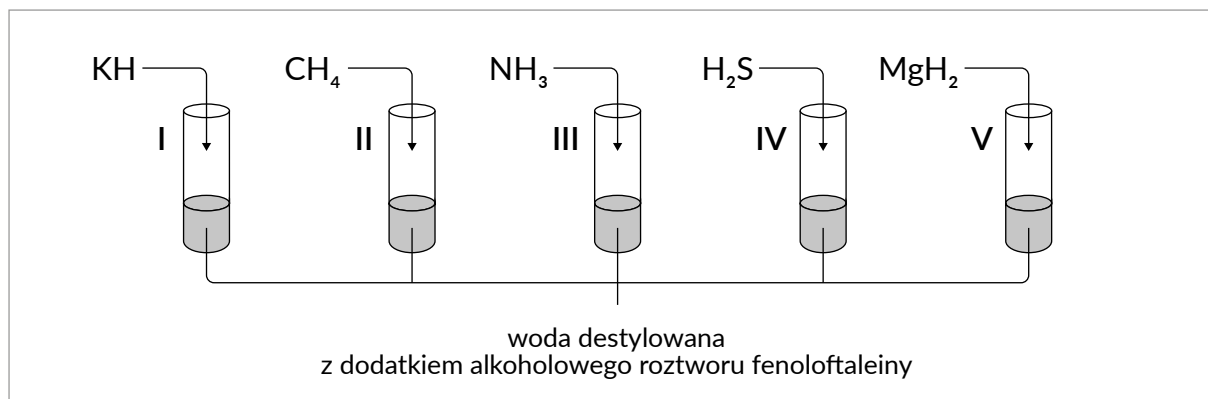 KH CH₄ NH₃ H₂S MgH₂
I II III IV V
woda destylowana
z dodatkiem alkoholowego roztworu fenoloftaleiny